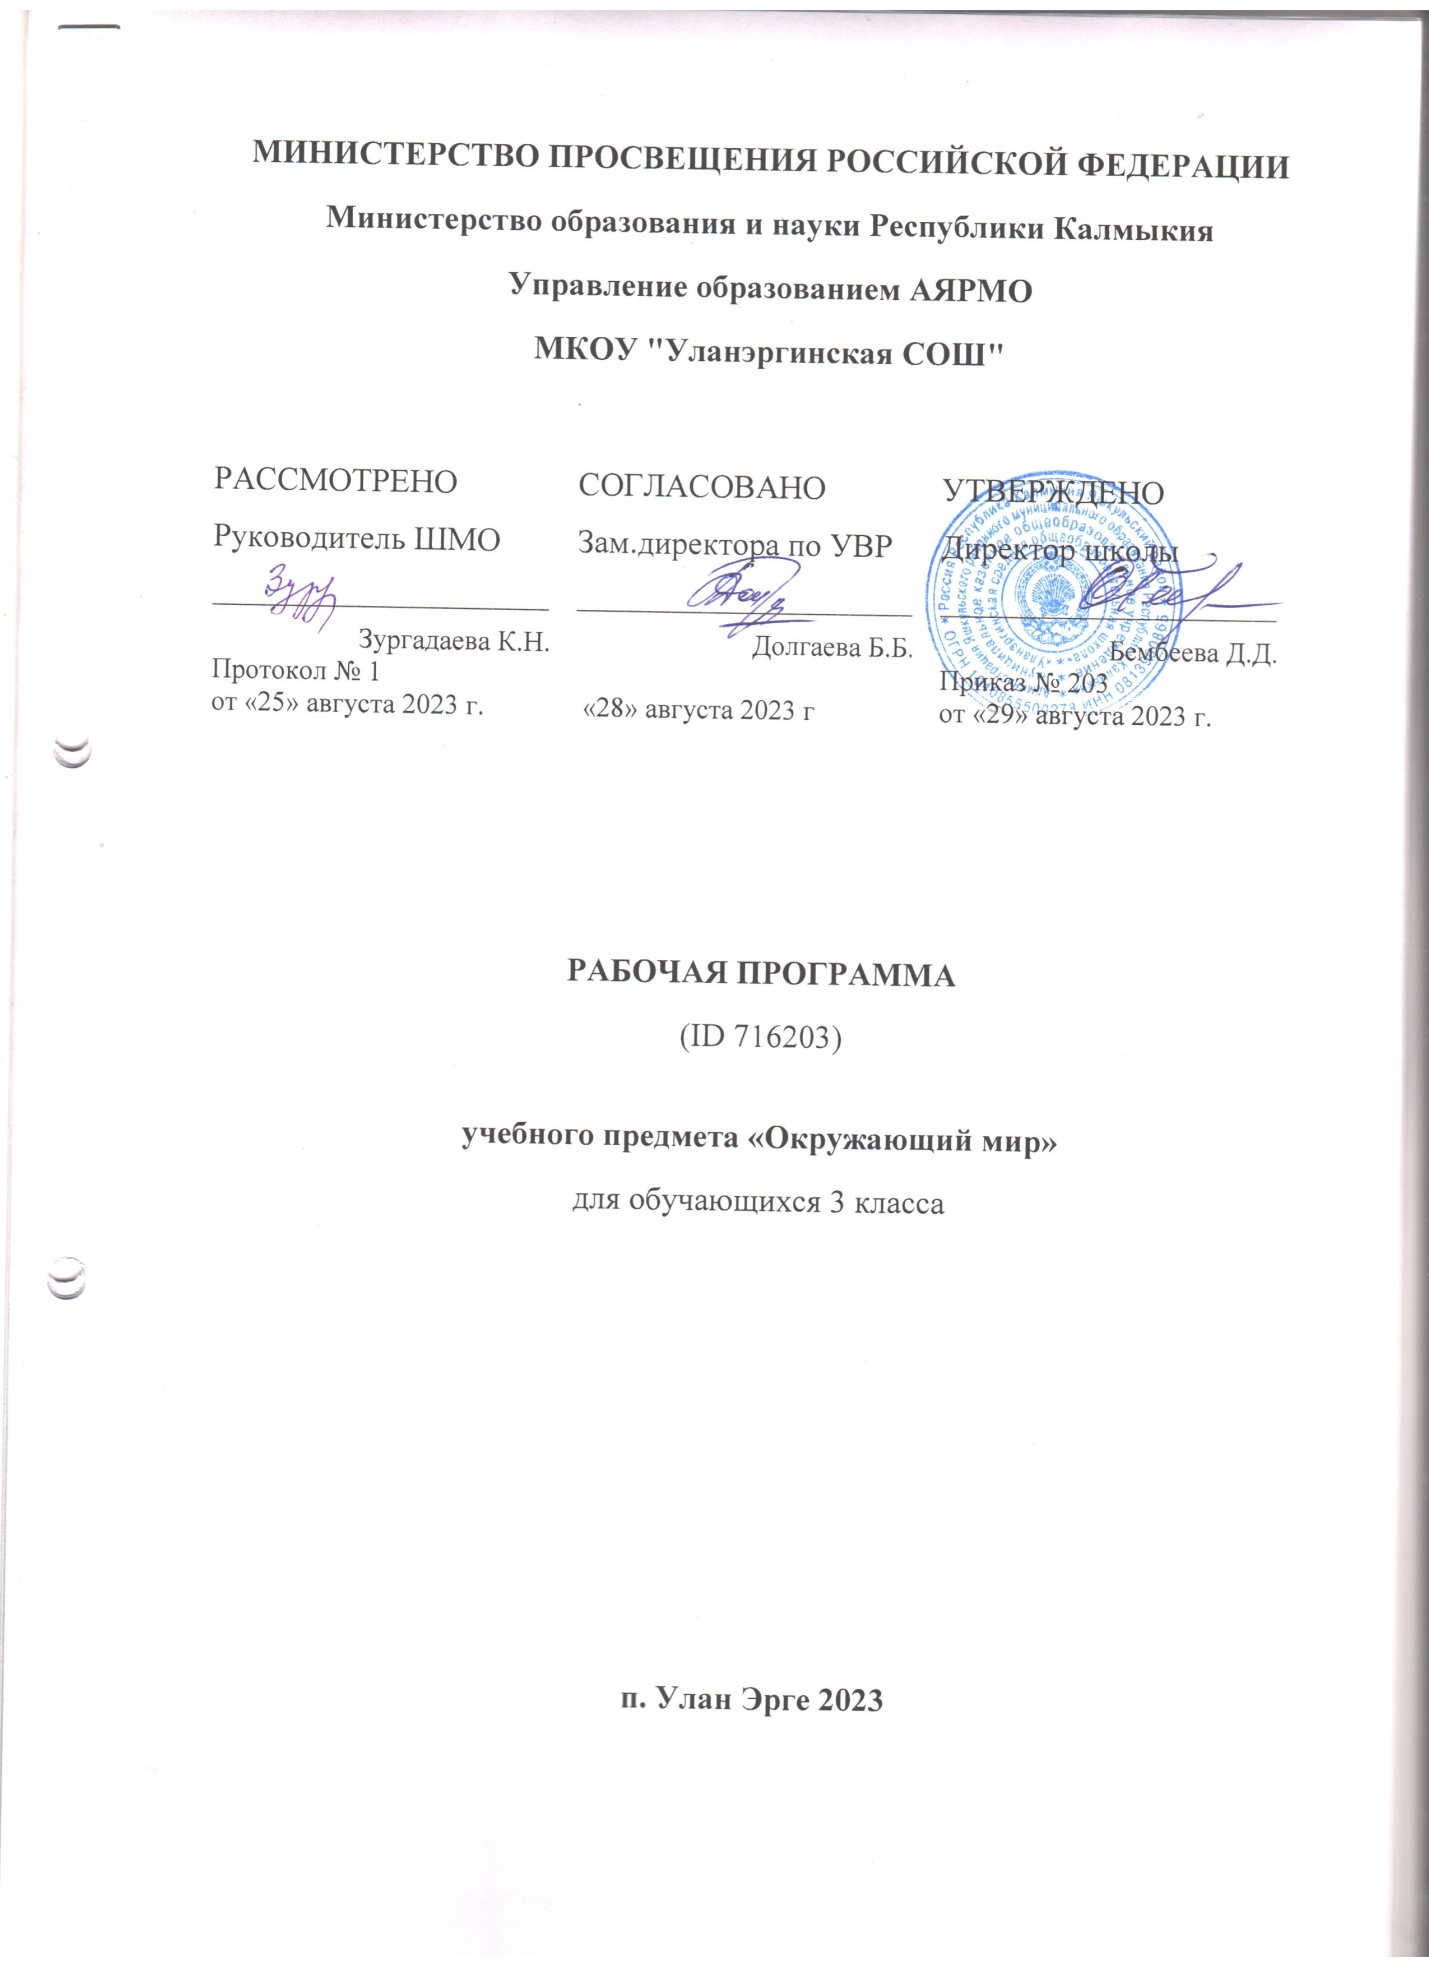 МИНИСТЕРСТВО ПРОСВЕЩЕНИЯ РОССИЙСКОЙ ФЕДЕРАЦИИ
Министерство образования и науки Республики Калмыкия
Управление образованием АЯРМО
МКОУ "Уланэргинская СОШ"
РАССМОТРЕНО
Руководитель ШМО
Зургадаева К.Н.
Протокол № 1
от «25» августа 2023 г.
СОГЛАСОВАНО
Зам.директора по УВР
Долгаева Б.Б.
«28» августа 2023 г
УТВЕРЖДЕНО
Директор школы
Бембеева Д.Д.
Приказ № 203
от «29» августа 2023 г.
РАБОЧАЯ ПРОГРАММА
(ID 716203)
учебного предмета «Окружающий мир»
для обучающихся 3 класса
п. Улан Эрге 2023